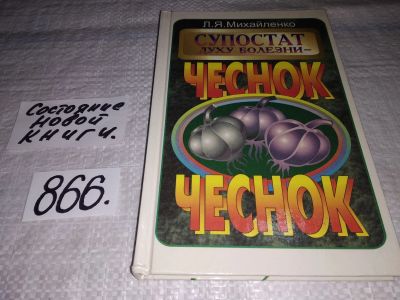 Состояние
новой
книги.
866.
Л.Я.Михайленко
СУПОСТАТ
ДУХУ БОЛЕЗНИ–
ЧЕСНОК
ЧЕСНОК